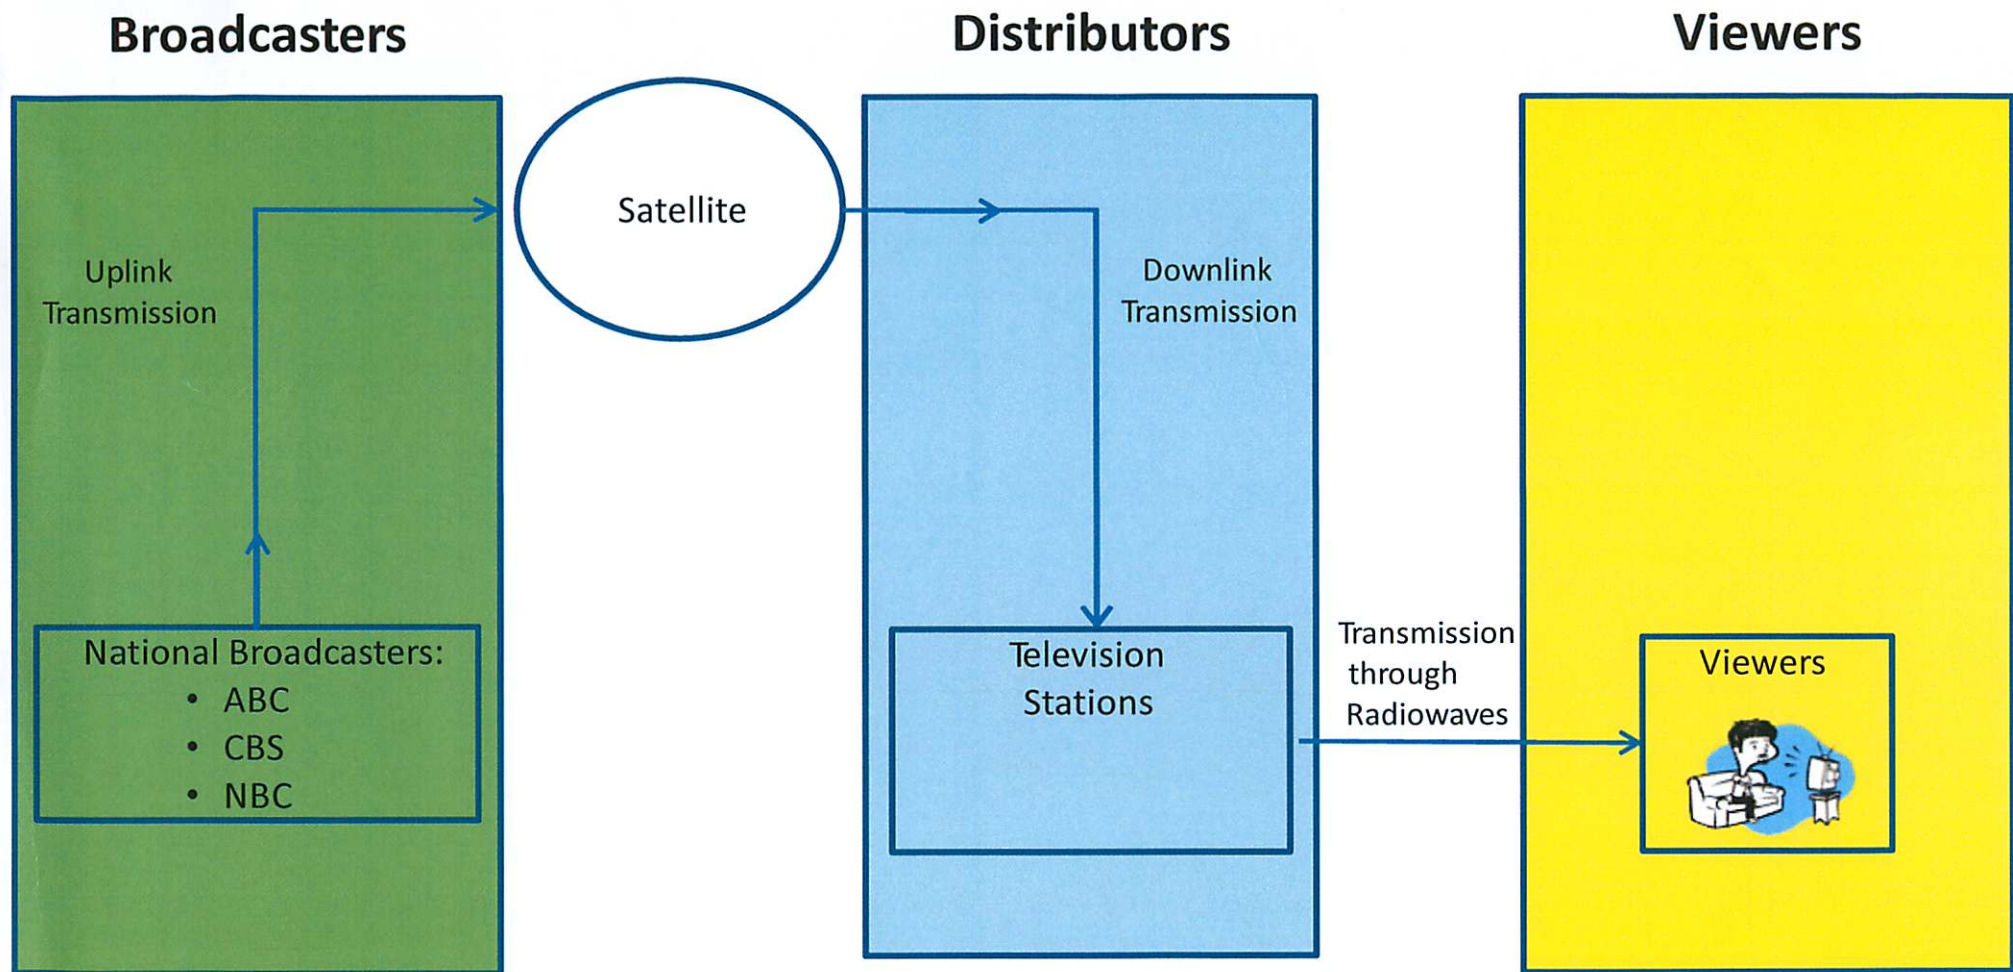 Broadcasters
Distributors
Viewers
Satellite
Uplink
Transmission
Downlink
Transmission
National Broadcasters:
• ABC
• CBS
• NBC
Television
Stations
Transmission
through
Radiowaves
Viewers